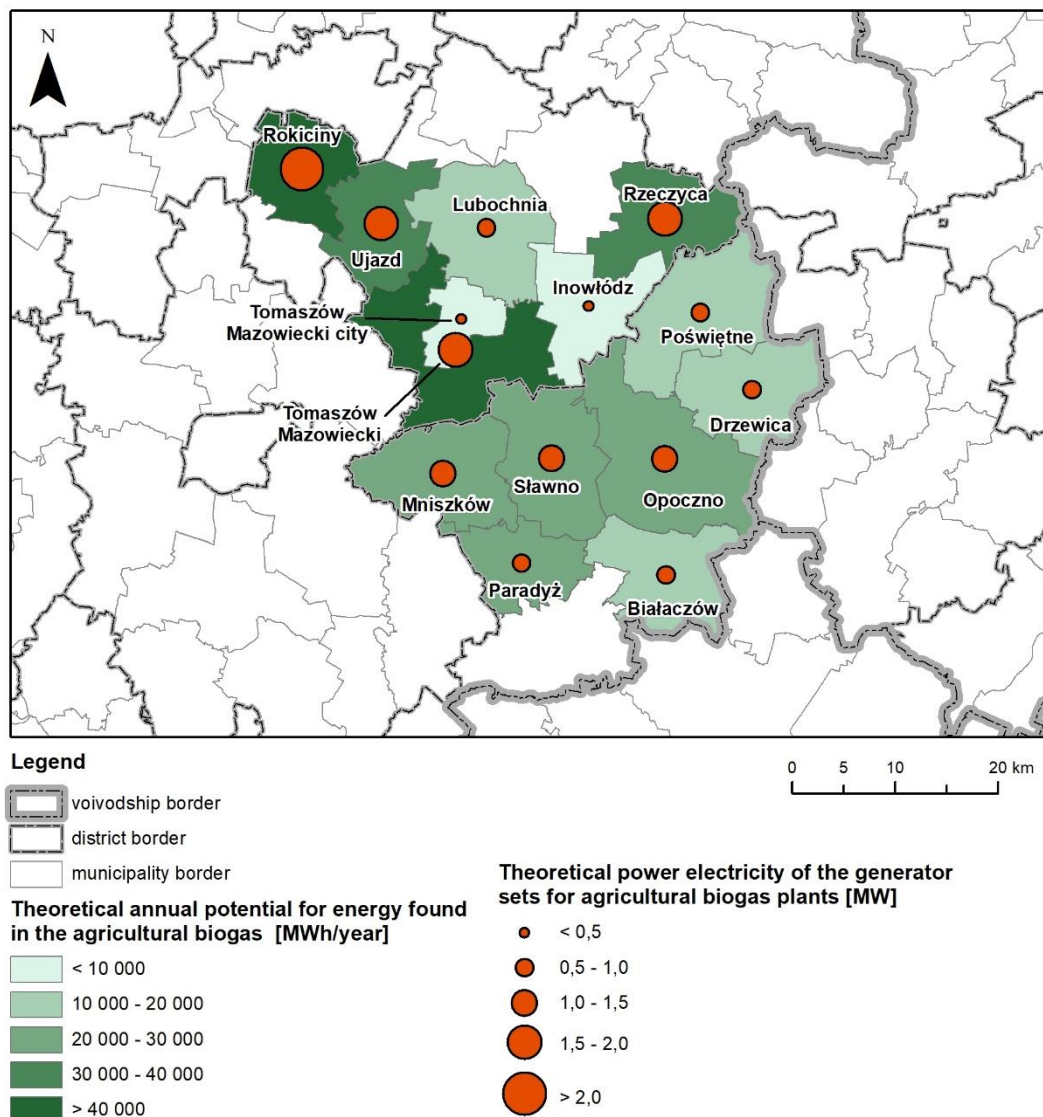 N
Rokiciny
Rzeczyca
Lubochnia
Ujazd
Inowłódz
Tomaszów
Mazowiecki city
Poświętne
Tomaszów
Mazowiecki
Drzewica
Sławno
Mniszków
Opoczno
Paradyż
Białaczów
Legend
0 5 10 20 km
voivodship border
district border
municipality border
Theoretical annual potential for energy found
in the agricultural biogas [MWh/year]
< 10 000
10 000 - 20 000
20 000 - 30 000
30 000 - 40 000
> 40 000
Theoretical power electricity of the generator
sets for agricultural biogas plants [MW]
< 0,5
0,5 - 1,0
1,0 - 1,5
1,5 - 2,0
> 2,0